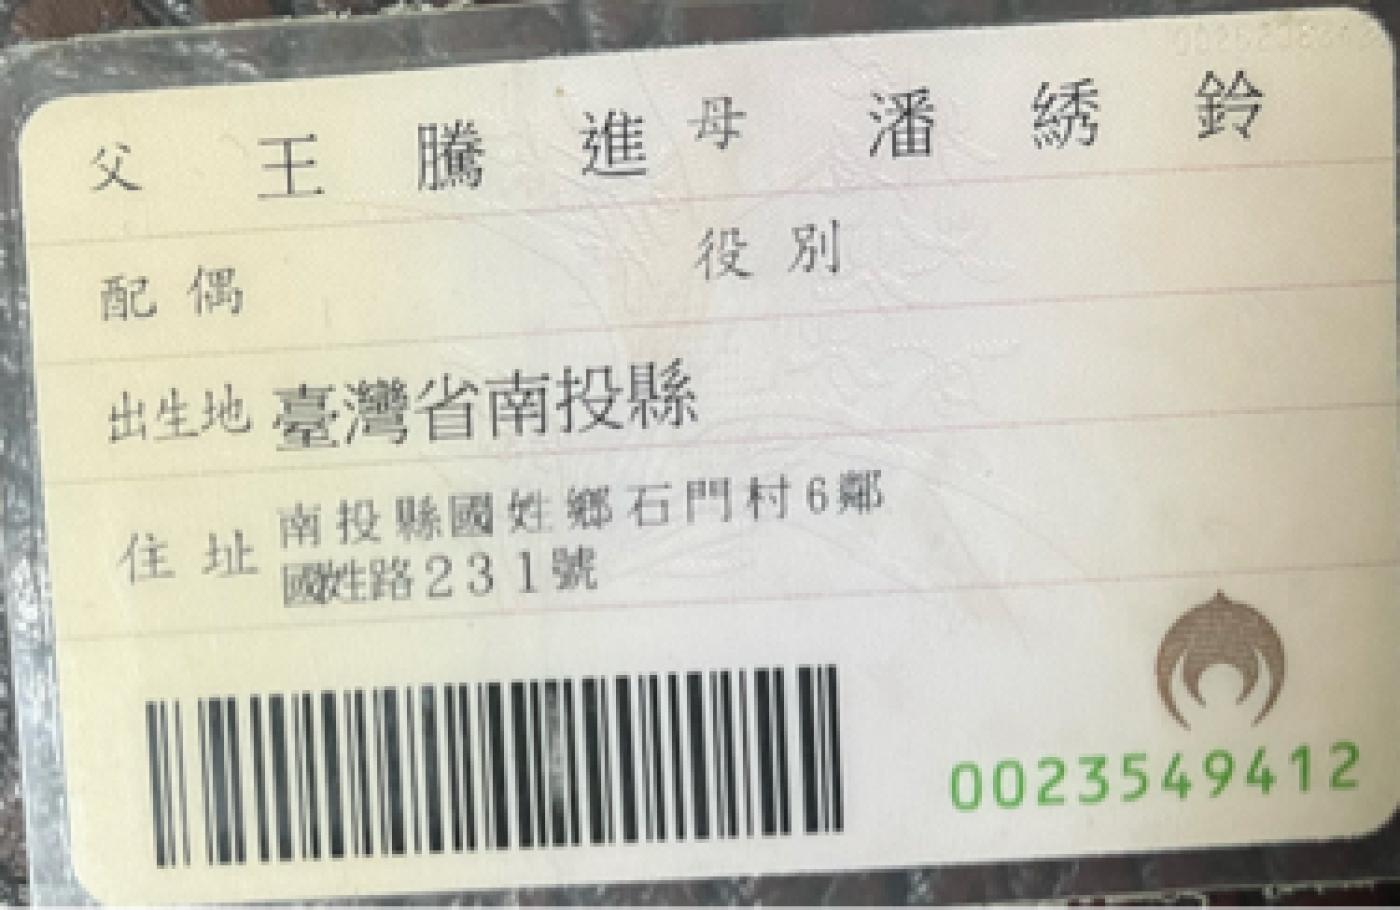 父 王騰進 母 潘綉鈴
配偶 役別
出生地 臺灣省南投縣
住址 南投縣國姓鄉石門村6鄰
國姓路231號
0023549412